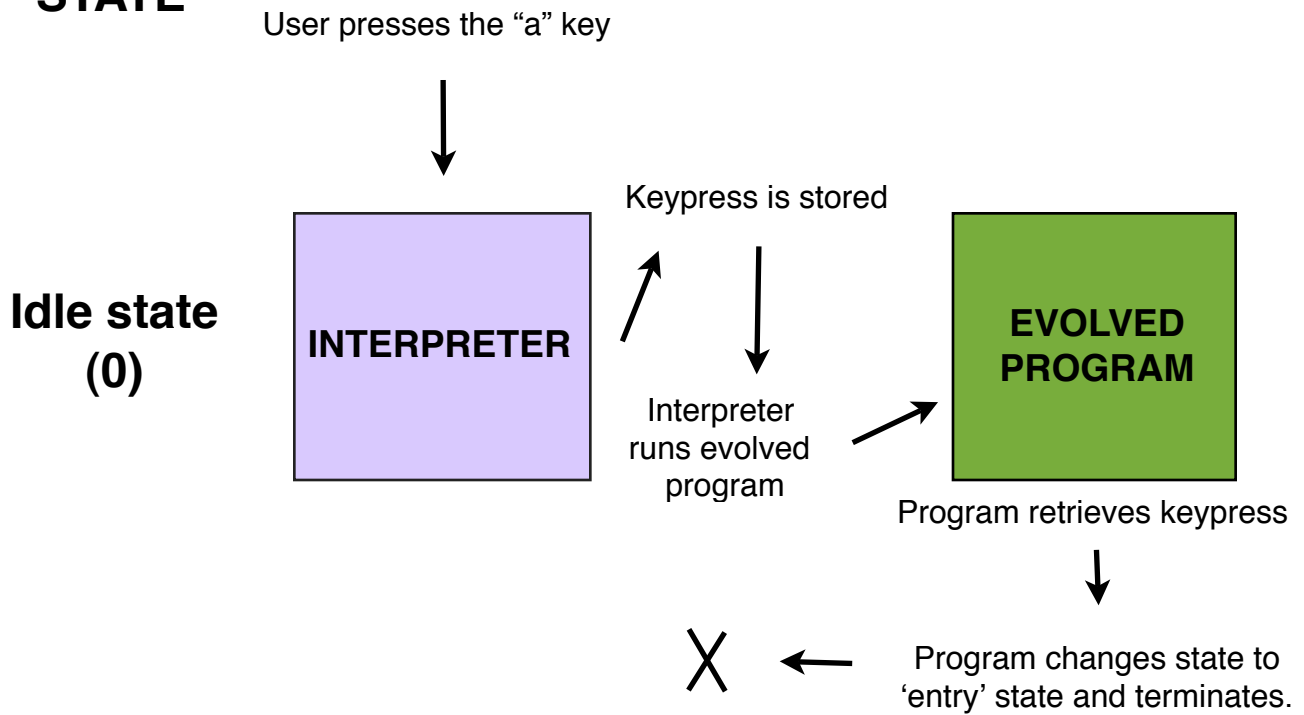 STATE
User presses the “a” key
Keypress is stored
Idle state
(0)
INTERPRETER
EVOLVED
PROGRAM
Interpreter
runs evolved
program
Program retrieves keypress
Program changes state to
‘entry’ state and terminates.